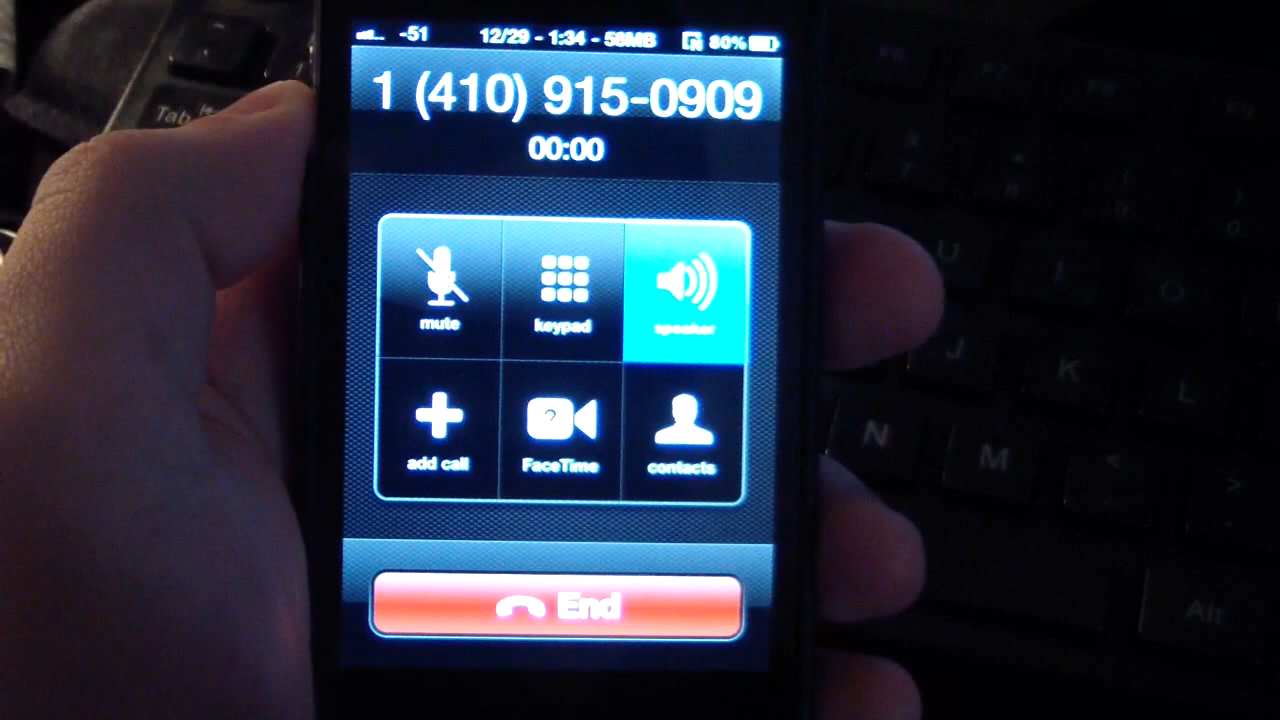 -51 12/29 - 1:34 - 56MB 80%
1 (410) 915-0909
00:00
mute keypad speaker
add call FaceTime contacts
End
Tab
U
J K L
N M < >
Alt